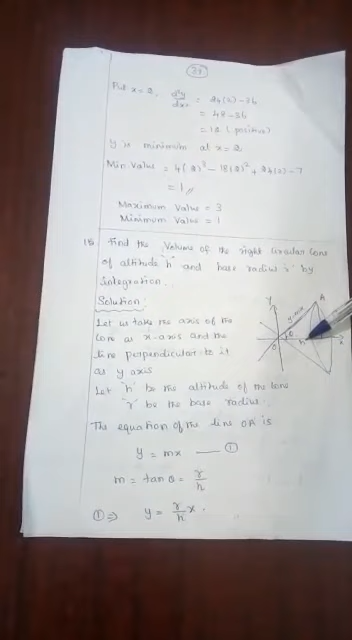 39
Put x = 2, d²y/dx² = 24(2) - 36
= 48 - 36
= 12 (positive)
y is minimum at x = 2
Min Value = 4(2)³ - 18(2)² + 24(2) - 7
= 1 //
Maximum Value = 3
Minimum Value = 1
15. Find the Volume of the right circular cone
of altitude 'h' and base radius 'r' by
integration.
Solution:
Let us take the axis of the
cone as x-axis and the
line perpendicular to it
as y axis
Let 'h' be the altitude of the cone
'r' be the base radius.
The equation of the line OA is
y = mx — ①
m = tan θ = r/h
① ⇒ y = r/h x.
Y
A
y=mx
θ
O
h
x